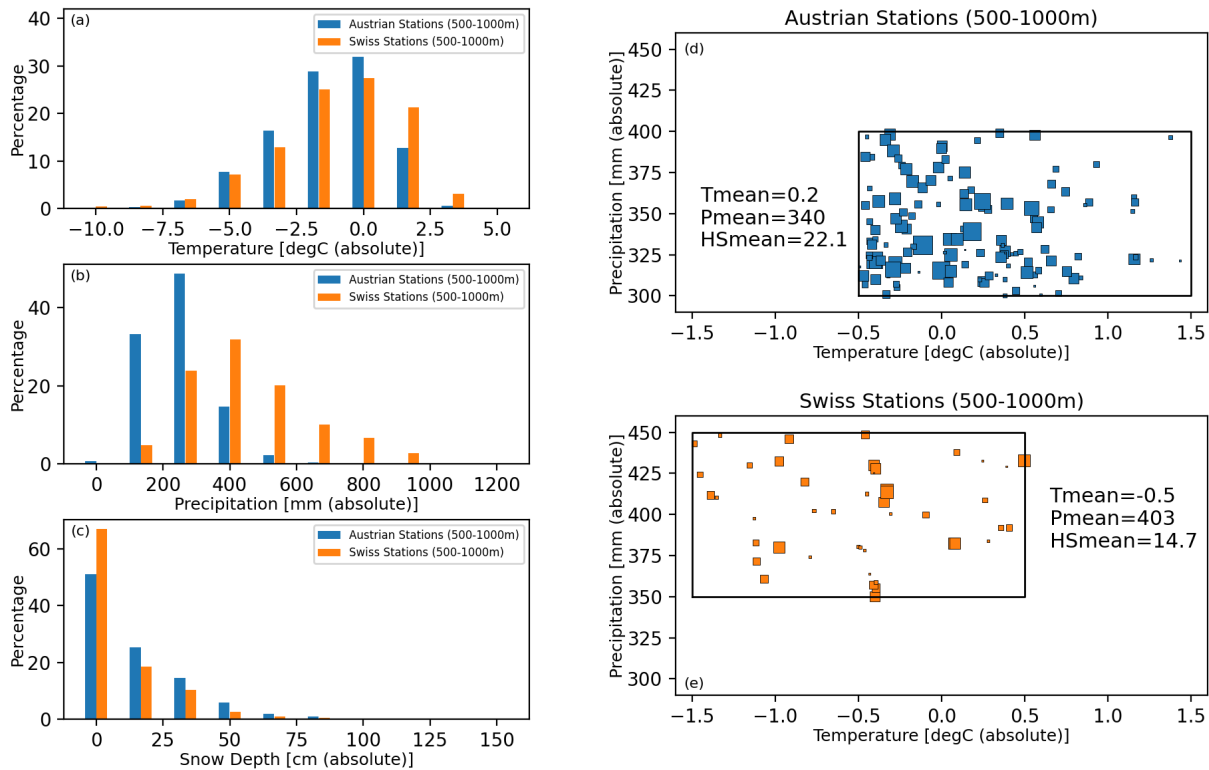 (a)
Austrian Stations (500-1000m)
Swiss Stations (500-1000m)
40
30
20
10
0
Percentage
−10.0 −7.5 −5.0 −2.5 0.0 2.5 5.0
Temperature [degC (absolute)]
(b)
Austrian Stations (500-1000m)
Swiss Stations (500-1000m)
40
20
0
Percentage
0 200 400 600 800 1000 1200
Precipitation [mm (absolute)]
(c)
Austrian Stations (500-1000m)
Swiss Stations (500-1000m)
60
40
20
0
Percentage
0 25 50 75 100 125 150
Snow Depth [cm (absolute)]
Austrian Stations (500-1000m)
(d)
450
425
400
375
350
325
300
Precipitation [mm (absolute)]
Tmean=0.2
Pmean=340
HSmean=22.1
−1.5 −1.0 −0.5 0.0 0.5 1.0 1.5
Temperature [degC (absolute)]
Swiss Stations (500-1000m)
450
425
400
375
350
325
300
Precipitation [mm (absolute)]
Tmean=-0.5
Pmean=403
HSmean=14.7
(e)
−1.5 −1.0 −0.5 0.0 0.5 1.0 1.5
Temperature [degC (absolute)]